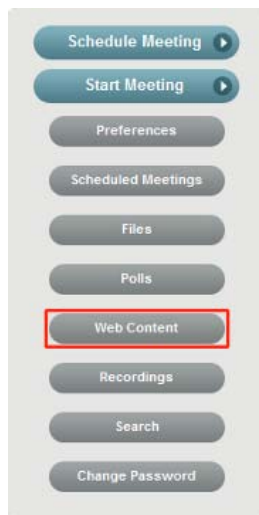 Schedule Meeting
Start Meeting
Preferences
Scheduled Meetings
Files
Polls
Web Content
Recordings
Search
Change Password